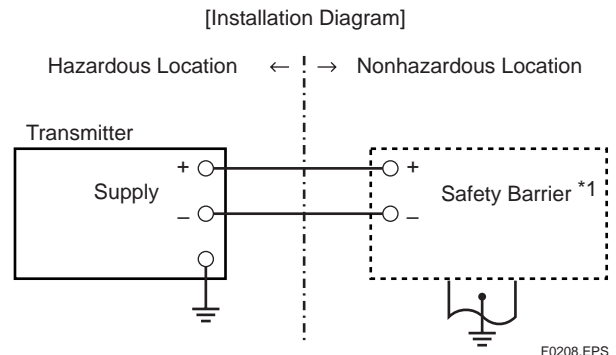 [Installation Diagram]
Hazardous Location ← → Nonhazardous Location
Transmitter
+ +
Supply Safety Barrier *1
– –
F0208.EPS